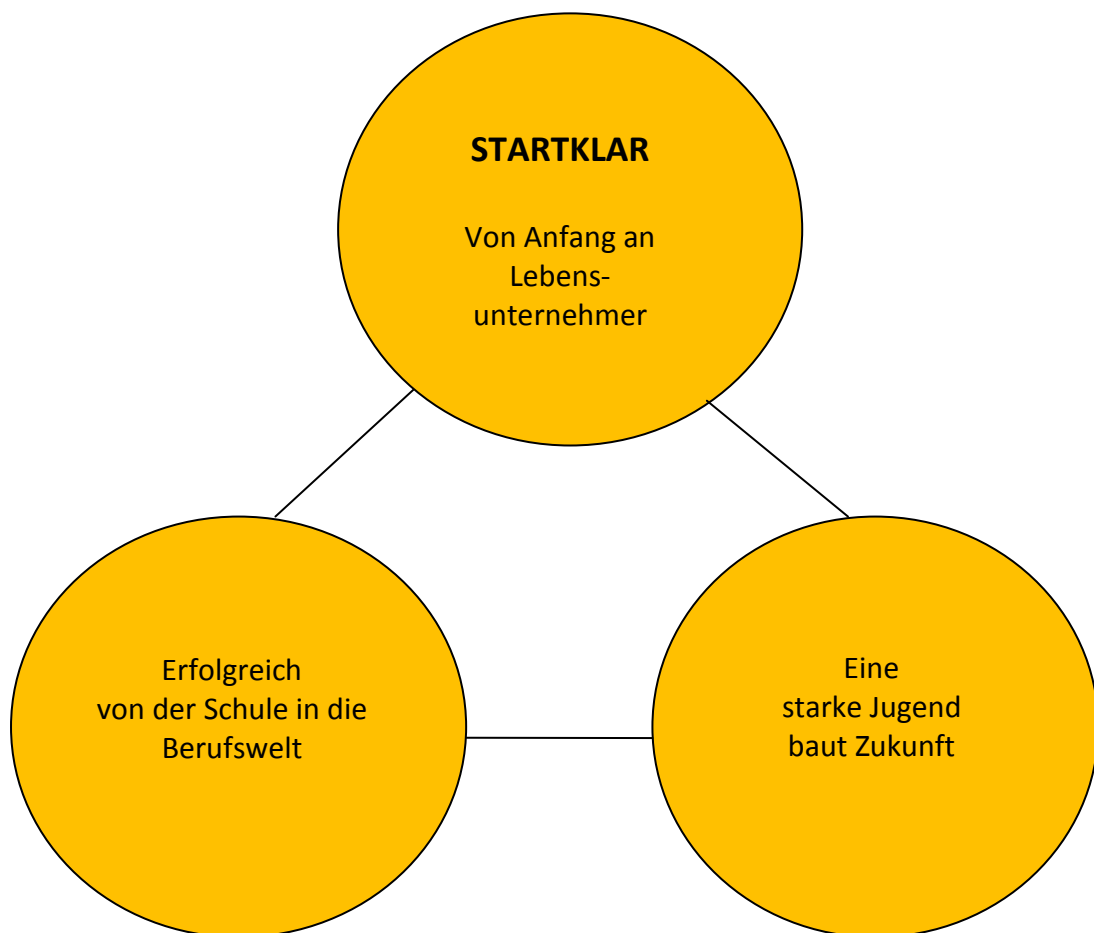 STARTKLAR
Von Anfang an
Lebens-
unternehmer
Erfolgreich
von der Schule in die
Berufswelt
Eine
starke Jugend
baut Zukunft